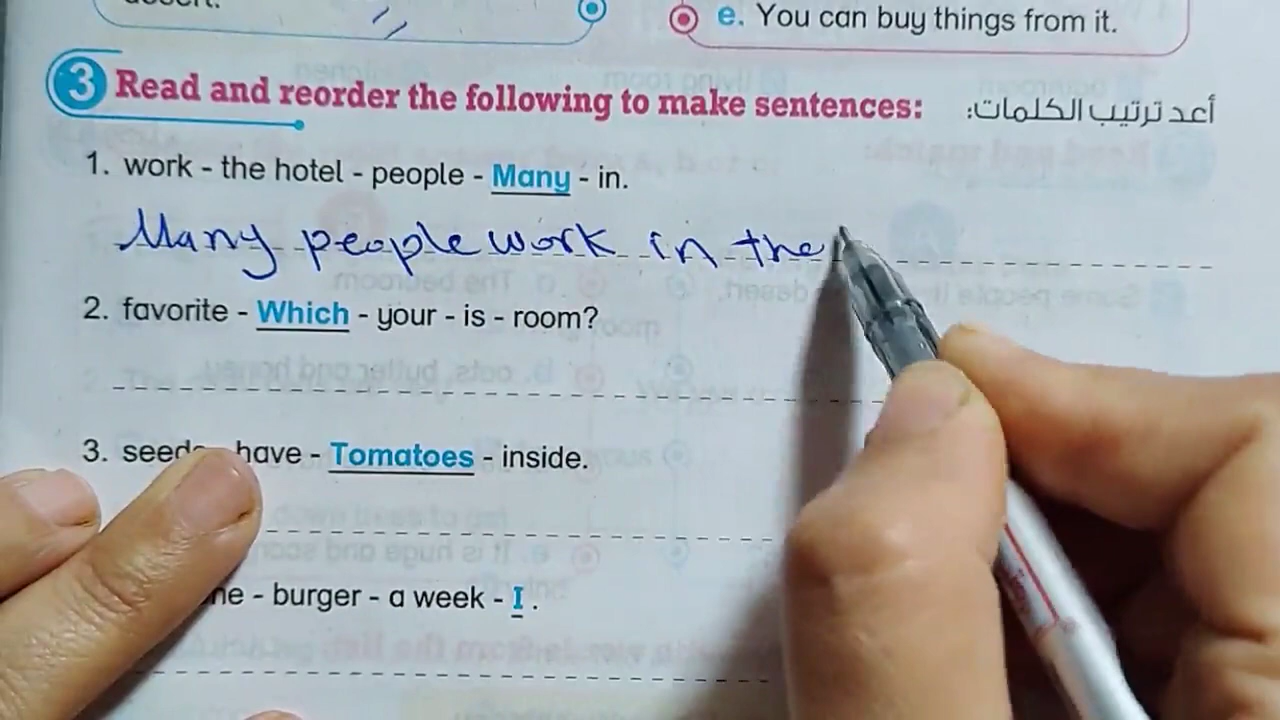 e. You can buy things from it.
3 Read and reorder the following to make sentences: أعد ترتيب الكلمات:
1. work - the hotel - people - Many - in.
Many people work in the
2. favorite - Which - your - is - room?
3. seeds - have - Tomatoes - inside.
- burger - a week - I .